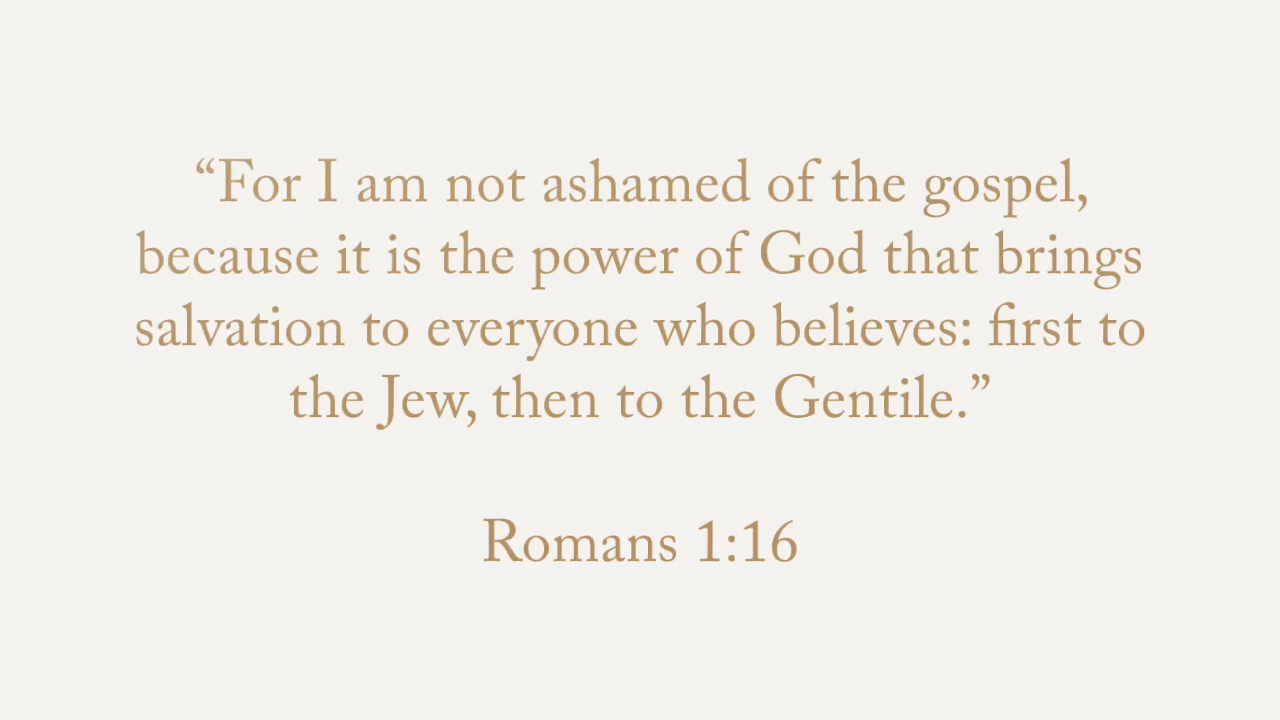 “For I am not ashamed of the gospel,
because it is the power of God that brings
salvation to everyone who believes: first to
the Jew, then to the Gentile.”
Romans 1:16